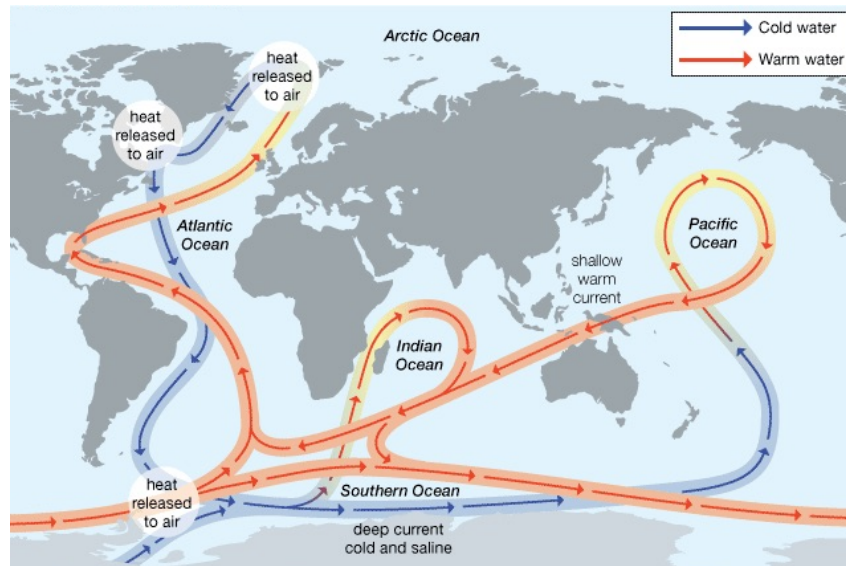 Arctic Ocean
Cold water
Warm water
heat
released
to air
heat
released
to air
Atlantic
Ocean
Pacific
Ocean
shallow
warm
current
Indian
Ocean
heat
released
to air
Southern Ocean
deep current
cold and saline